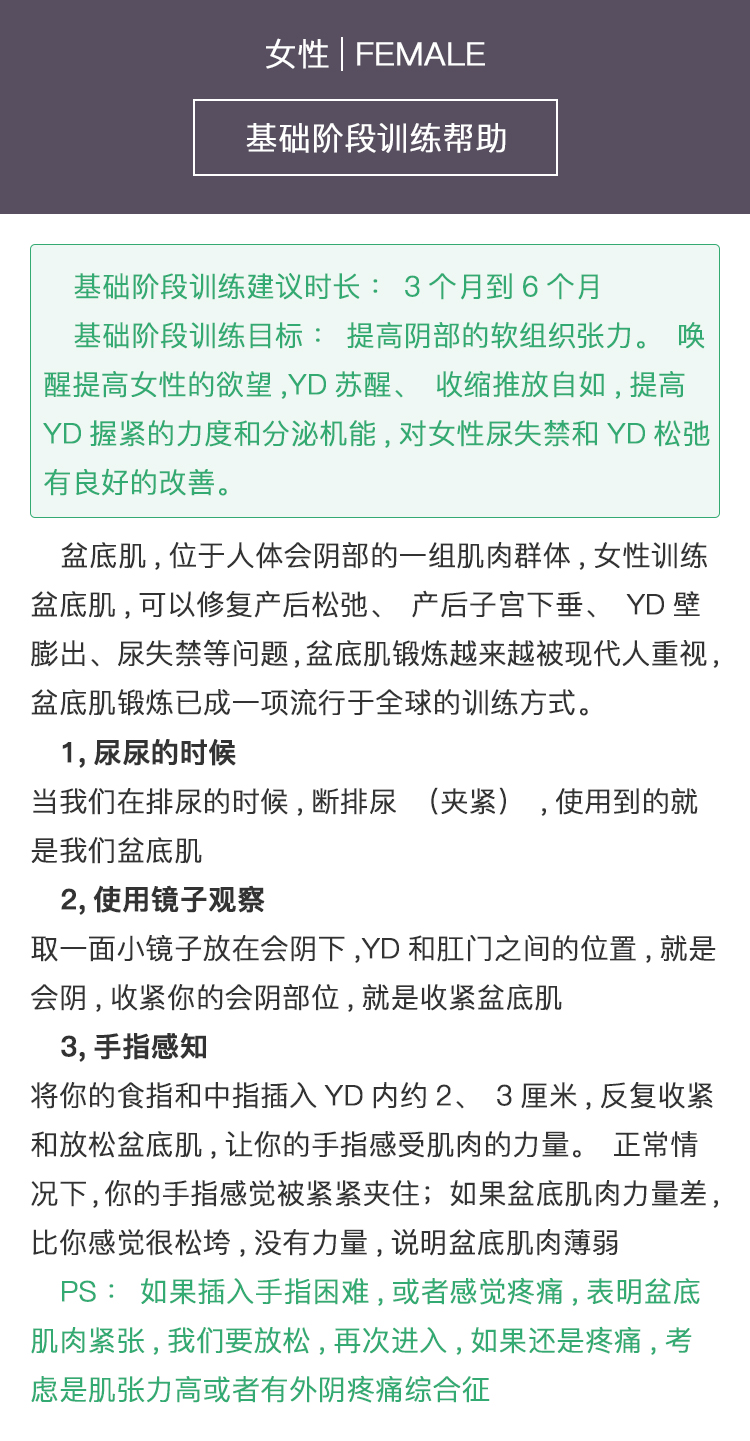 女性|FEMALE
基础阶段训练帮助
基础阶段训练建议时长： 3个月到6个月
基础阶段训练目标： 提高阴部的软组织张力。 唤
醒提高女性的欲望,YD苏醒、 收缩推放自如,提高
YD握紧的力度和分泌机能,对女性尿失禁和YD松弛
有良好的改善。
盆底肌,位于人体会阴部的一组肌肉群体,女性训练
盆底肌,可以修复产后松弛、 产后子宫下垂、 YD壁
膨出、尿失禁等问题,盆底肌锻炼越来越被现代人重视,
盆底肌锻炼已成一项流行于全球的训练方式。
1,尿尿的时候
当我们在排尿的时候,断排尿 （夹紧） ,使用到的就
是我们盆底肌
2,使用镜子观察
取一面小镜子放在会阴下,YD和肛门之间的位置,就是
会阴,收紧你的会阴部位,就是收紧盆底肌
3,手指感知
将你的食指和中指插入YD内约2、 3厘米,反复收紧
和放松盆底肌,让你的手指感受肌肉的力量。 正常情
况下,你的手指感觉被紧紧夹住；如果盆底肌肉力量差,
比你感觉很松垮,没有力量,说明盆底肌肉薄弱
PS： 如果插入手指困难,或者感觉疼痛,表明盆底
肌肉紧张,我们要放松,再次进入,如果还是疼痛,考
虑是肌张力高或者有外阴疼痛综合征